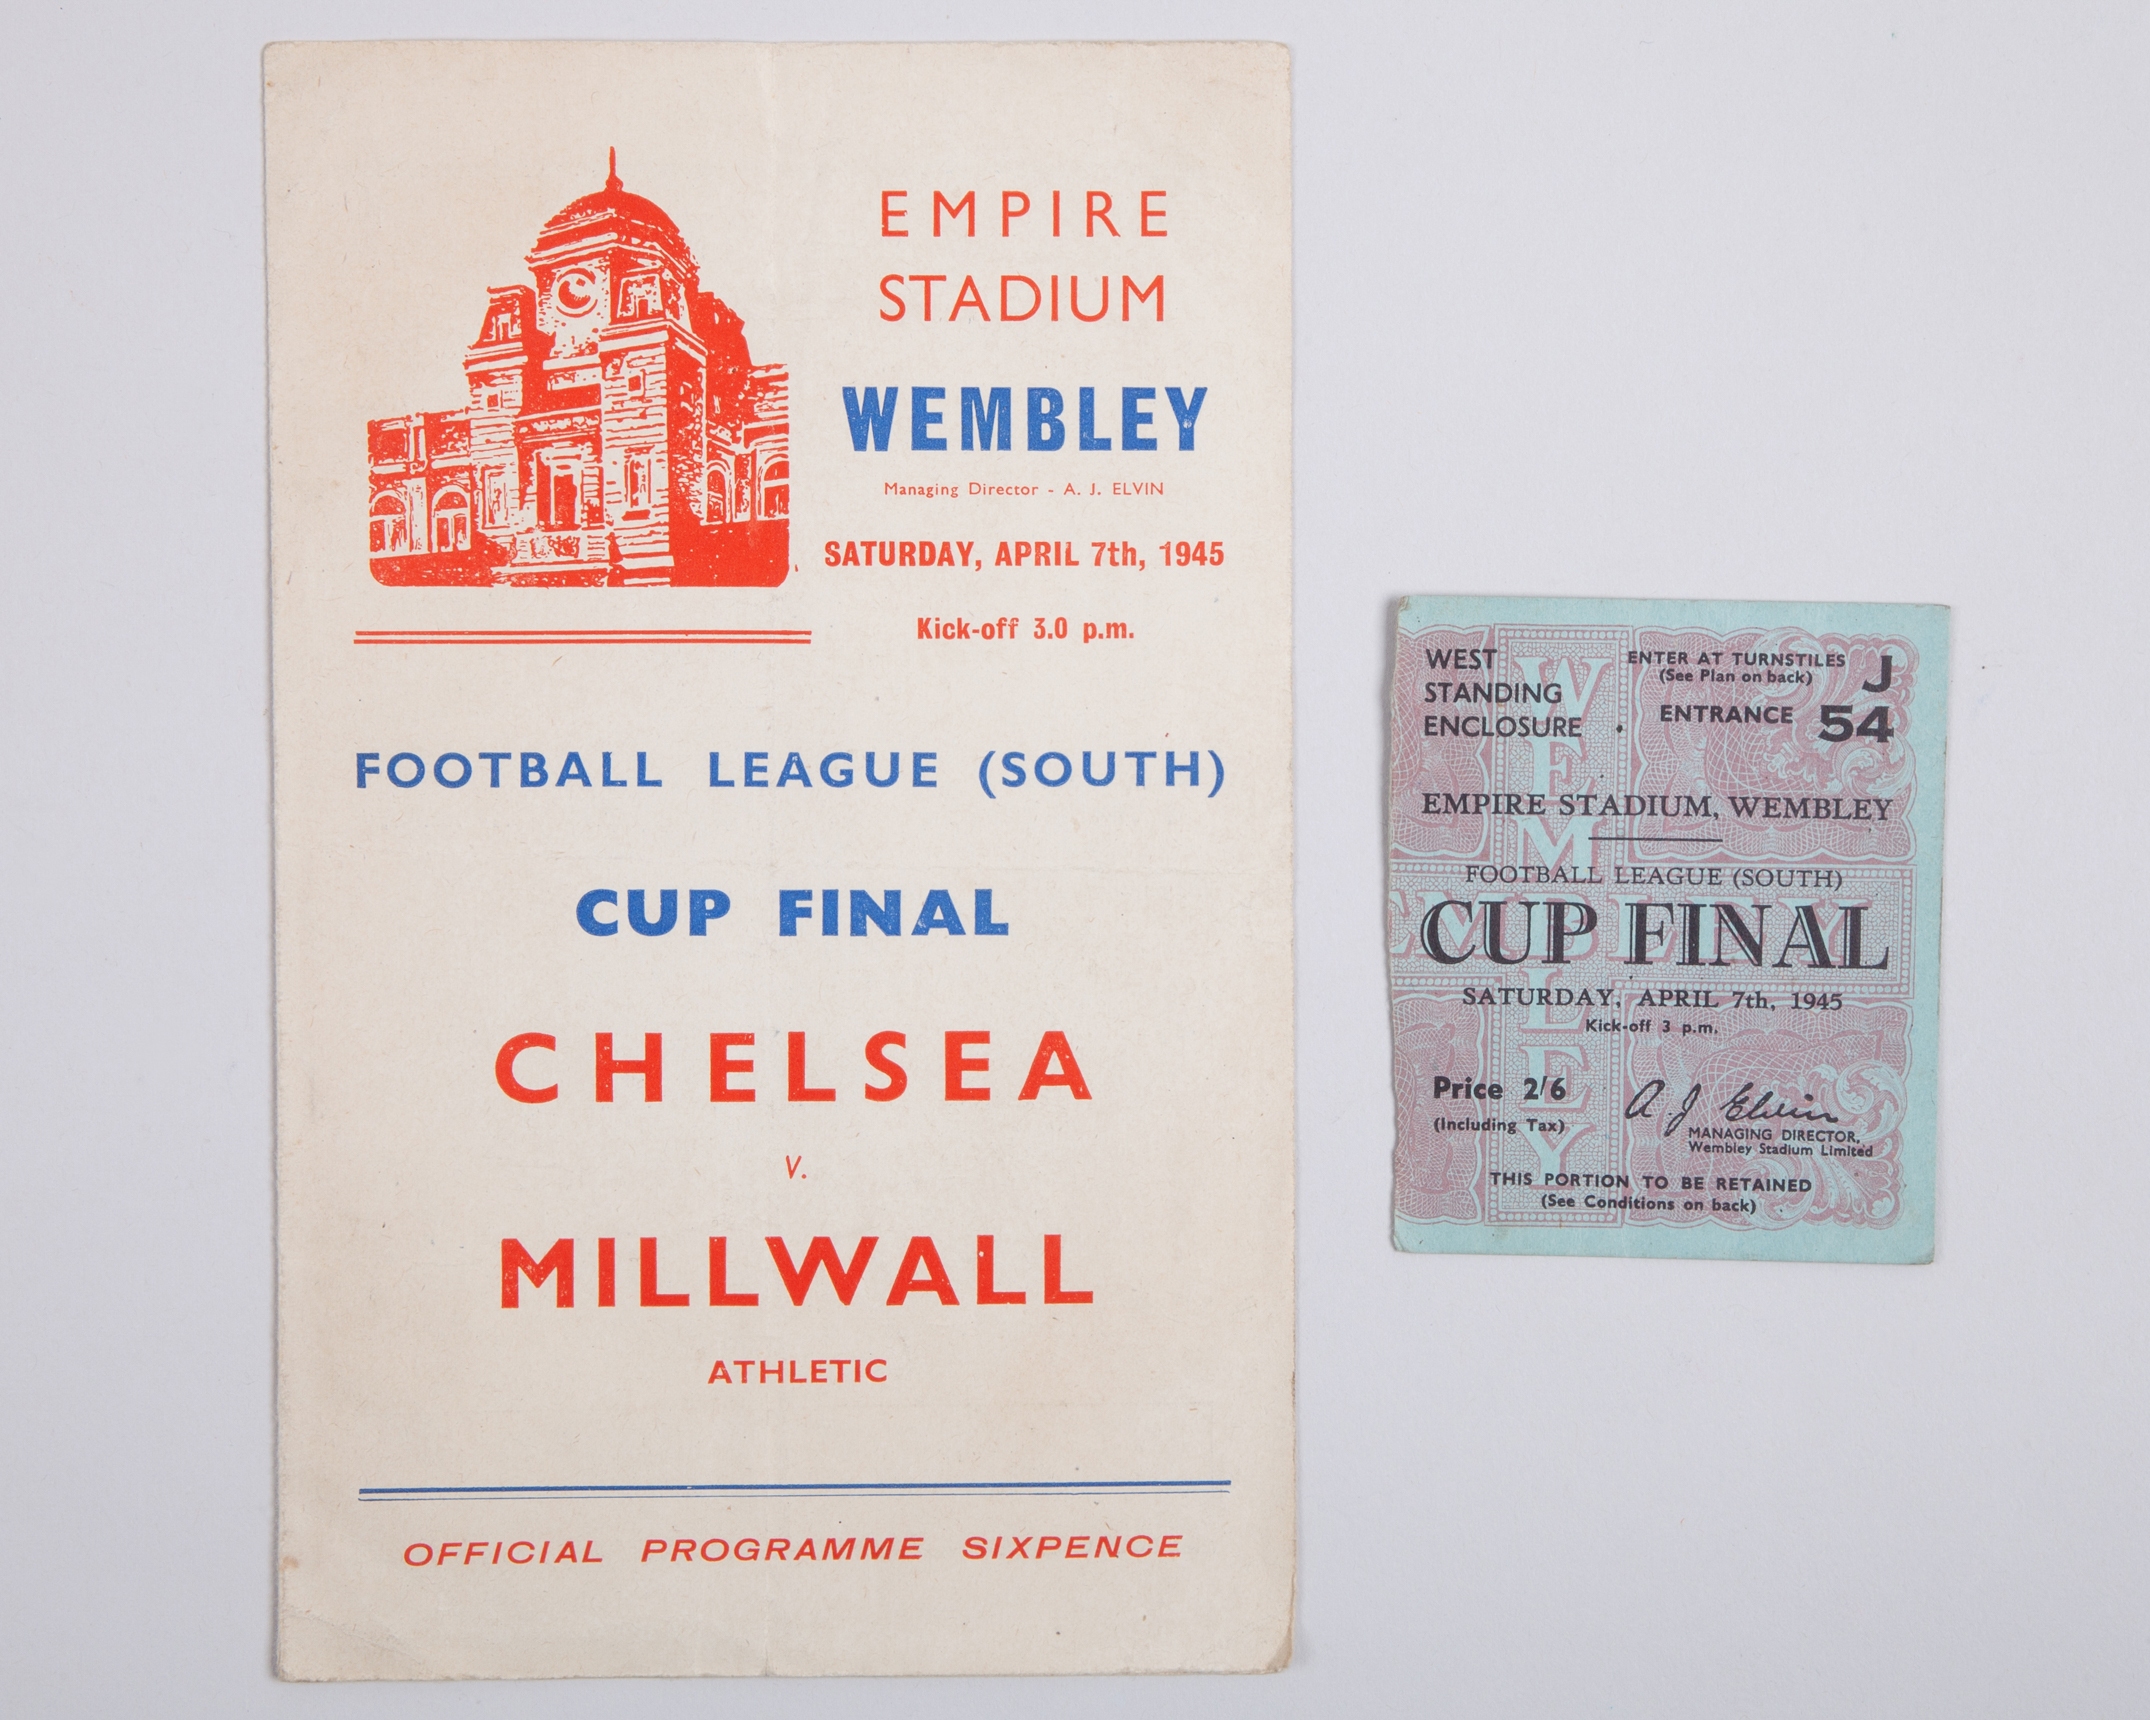 EMPIRE
STADIUM
WEMBLEY
Managing Director - A. J. ELVIN
SATURDAY, APRIL 7th, 1945
Kick-off 3.0 p.m.
FOOTBALL LEAGUE (SOUTH)
CUP FINAL
CHELSEA
v.
MILLWALL
ATHLETIC
OFFICIAL PROGRAMME SIXPENCE
WEST
STANDING
ENCLOSURE
ENTER AT TURNSTILES J
(See Plan on back)
ENTRANCE 54
EMPIRE STADIUM, WEMBLEY
FOOTBALL LEAGUE (SOUTH)
CUP FINAL
SATURDAY, APRIL 7th, 1945
Kick-off 3 p.m.
Price 2/6
(Including Tax)
A. J. Elvin
MANAGING DIRECTOR,
Wembley Stadium Limited
THIS PORTION TO BE RETAINED
(See Conditions on back)
WEMBLEY
EMBLEY